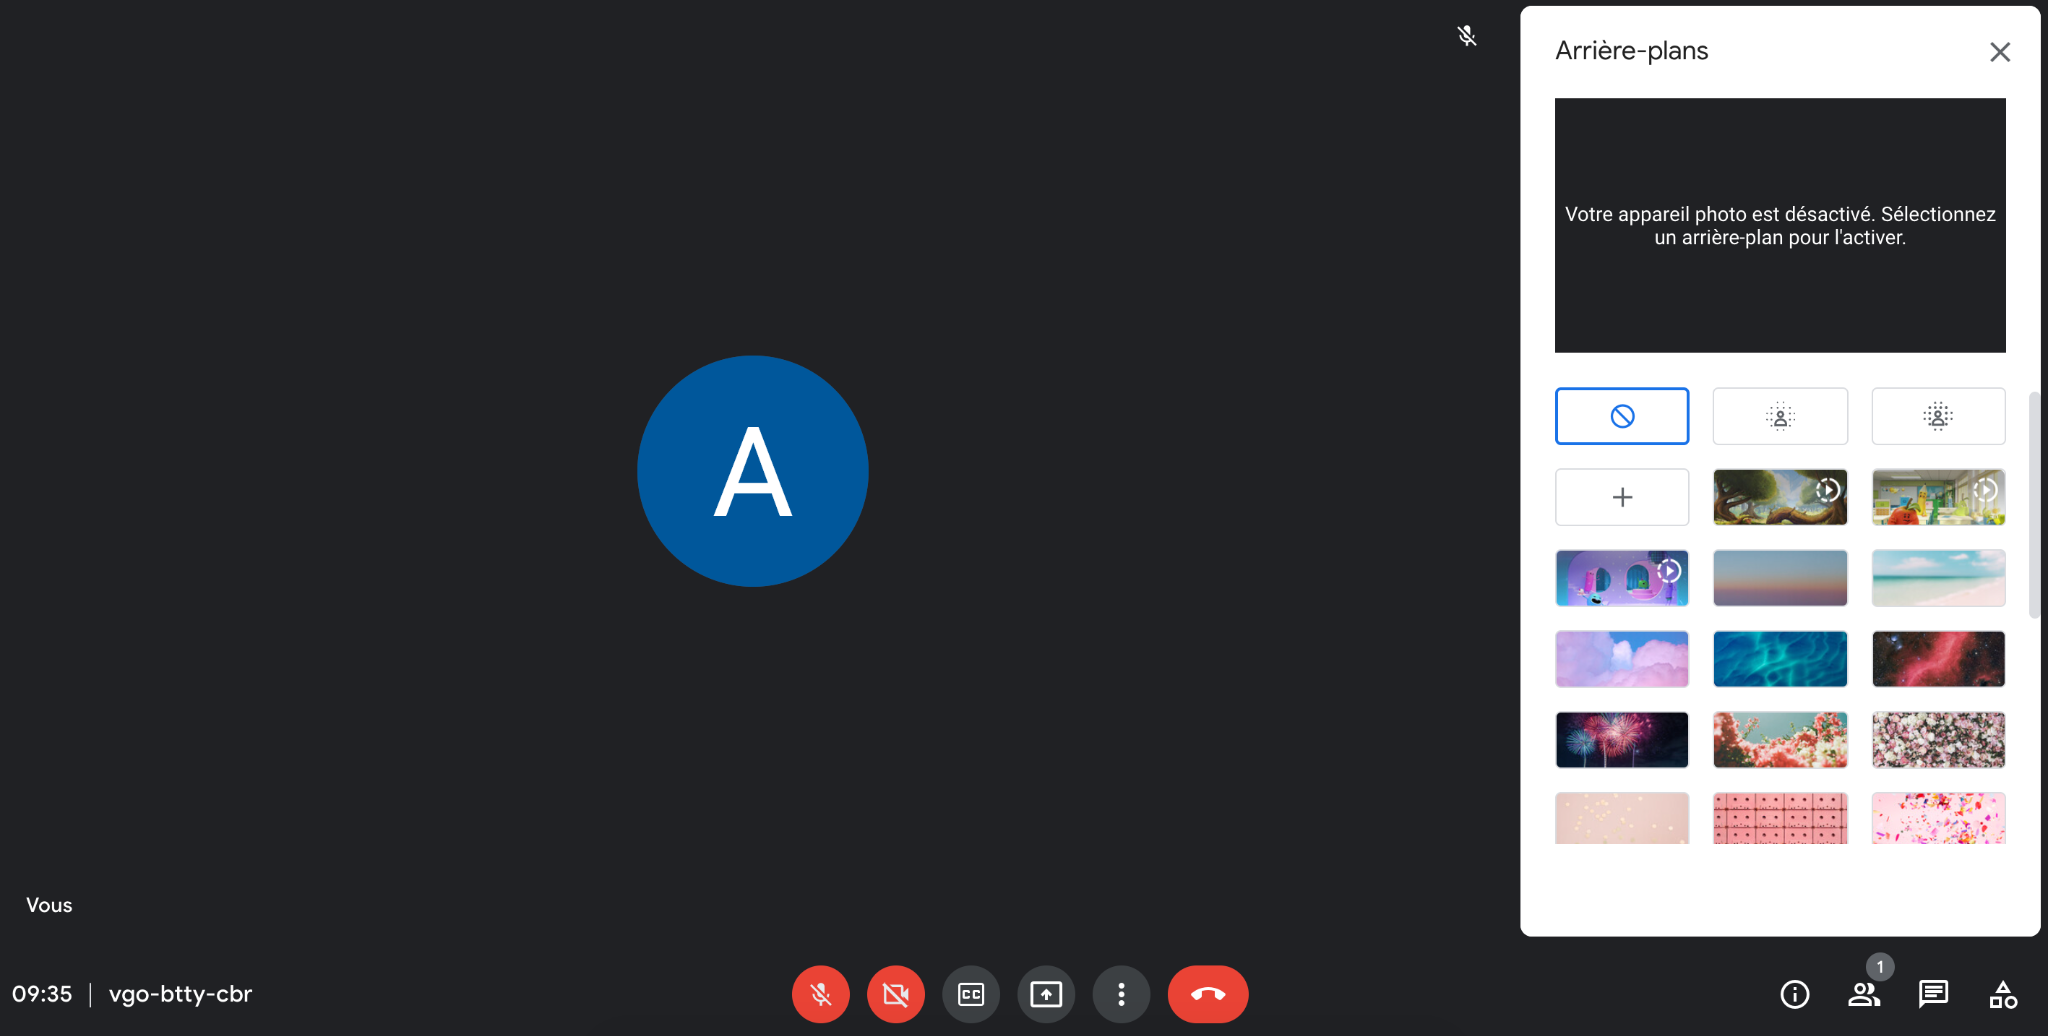 Arrière-plans
Votre appareil photo est désactivé. Sélectionnez
un arrière-plan pour l'activer.
A
Vous
09:35 | vgo-btty-cbr
CC
1